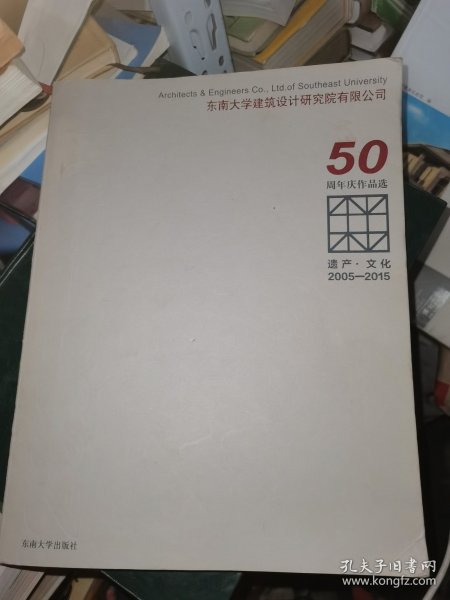 Architects & Engineers Co., Ltd.of Southeast University
东南大学建筑设计研究院有限公司
50
周年庆作品选
遗产·文化
2005—2015
东南大学出版社
孔夫子旧书网
www.kongfz.com